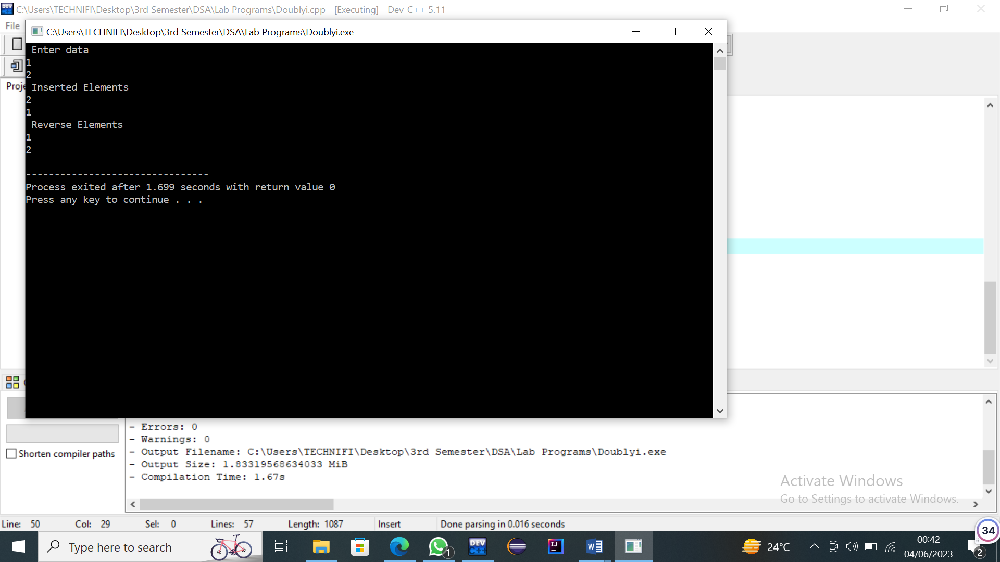 C:\Users\TECHNIFI\Desktop\3rd Semester\DSA\Lab Programs\Doublyi.cpp - [Executing] - Dev-C++ 5.11
File
C:\Users\TECHNIFI\Desktop\3rd Semester\DSA\Lab Programs\Doublyi.exe
Enter data
1
2
Inserted Elements
2
1
Reverse Elements
1
2
--------------------------------
Process exited after 1.699 seconds with return value 0
Press any key to continue . . .
Proje
- Errors: 0
- Warnings: 0
- Output Filename: C:\Users\TECHNIFI\Desktop\3rd Semester\DSA\Lab Programs\Doublyi.exe
- Output Size: 1.83319568634033 MiB
- Compilation Time: 1.67s
Shorten compiler paths
Activate Windows
Go to Settings to activate Windows.
Line: 50 Col: 29 Sel: 0 Lines: 57 Length: 1087 Insert Done parsing in 0.016 seconds
34
Type here to search
1
DEV C++
IJ
W
24°C
00:42
04/06/2023
2